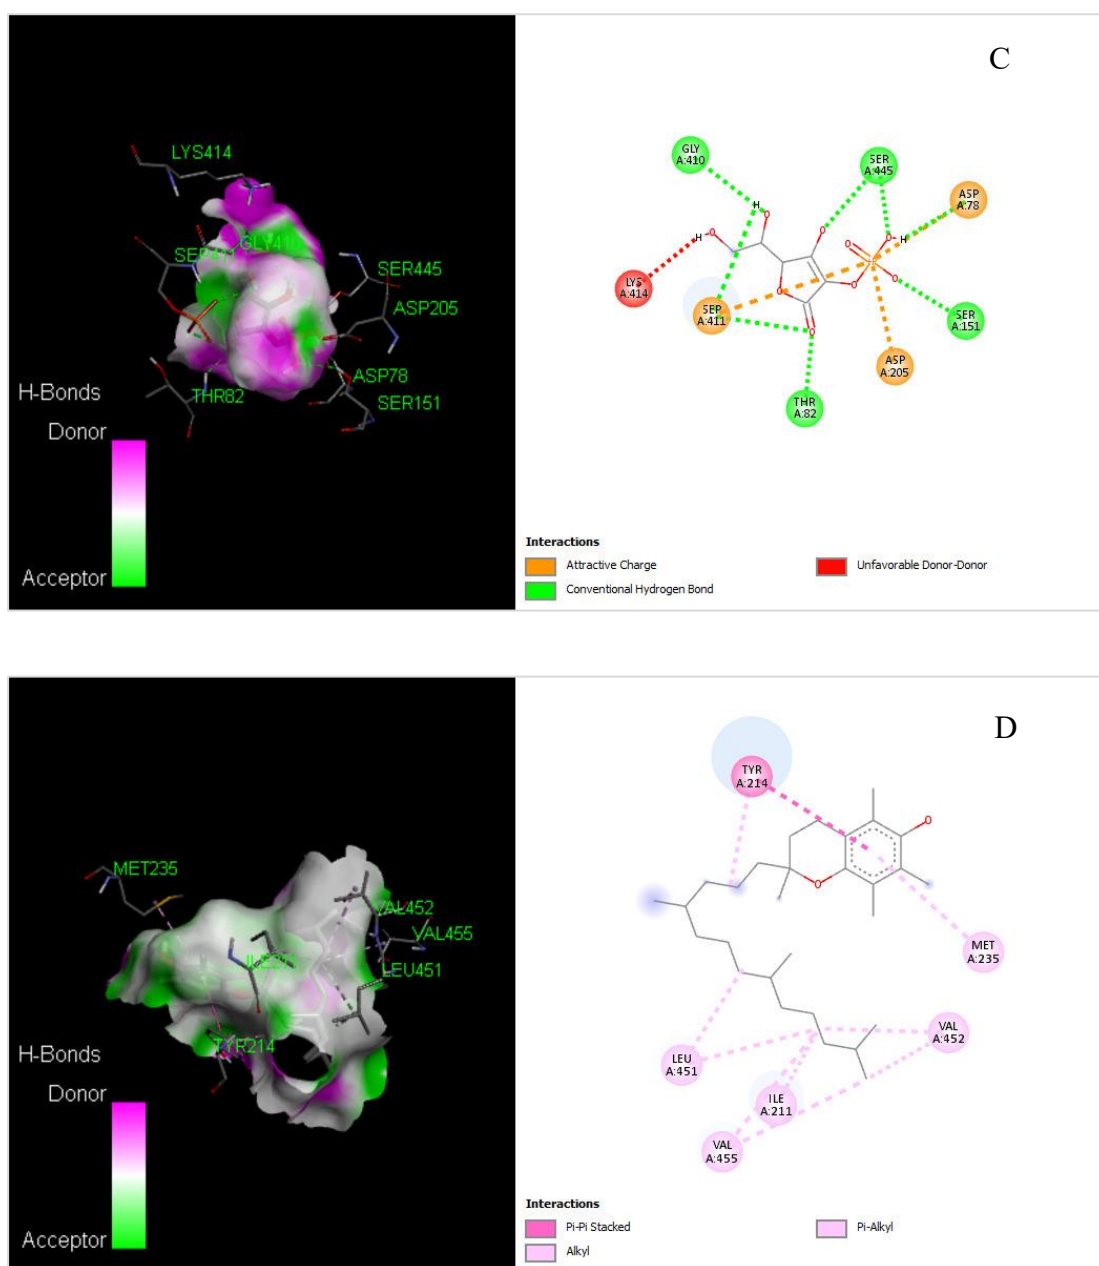 C
LYS414
SEP411
GLY410
SER445
ASP205
ASP78
SER151
THR82
H-Bonds
Donor
Acceptor
GLY
A:410
SER
A:445
ASP
A:78
H
H
H
O
O
O
O
O
O
O
O
O
LYS
A:414
SEP
A:411
SER
A:151
ASP
A:205
THR
A:82
Interactions
Attractive Charge
Unfavorable Donor-Donor
Conventional Hydrogen Bond
D
MET235
VAL452
VAL455
LEU451
TYR214
H-Bonds
Donor
Acceptor
TYR
A:214
O
O
MET
A:235
VAL
A:452
LEU
A:451
ILE
A:211
VAL
A:455
Interactions
Pi-Pi Stacked
Pi-Alkyl
Alkyl